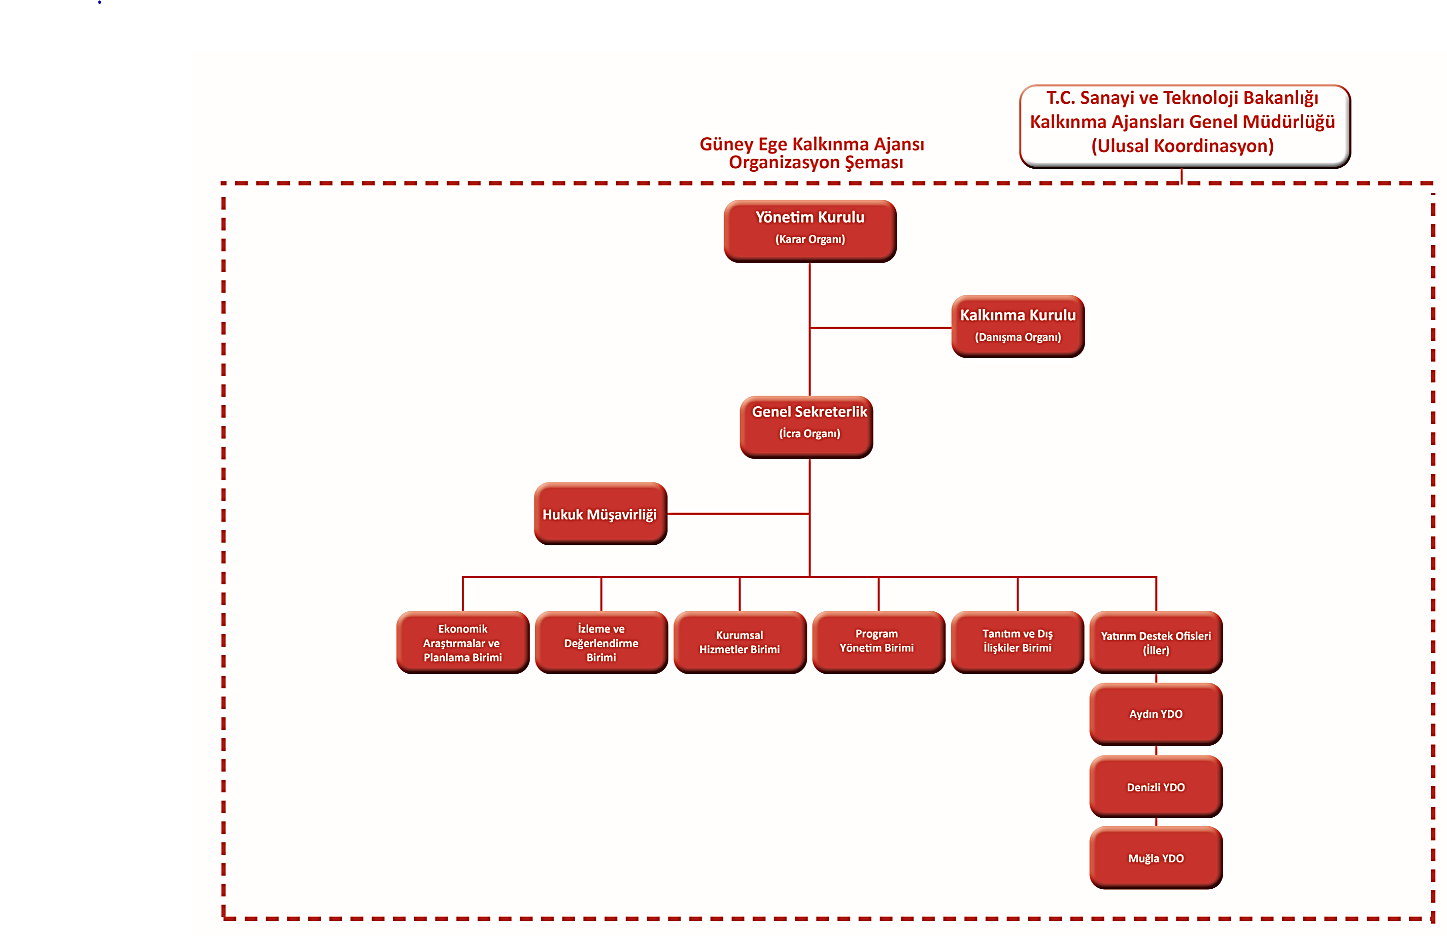 T.C. Sanayi ve Teknoloji Bakanlığı
Kalkınma Ajansları Genel Müdürlüğü
(Ulusal Koordinasyon)
Güney Ege Kalkınma Ajansı
Organizasyon Şeması
Yönetim Kurulu
(Karar Organı)
Kalkınma Kurulu
(Danışma Organı)
Genel Sekreterlik
(İcra Organı)
Hukuk Müşavirliği
Ekonomik
Araştırmalar ve
Planlama Birimi
İzleme ve
Değerlendirme
Birimi
Kurumsal
Hizmetler Birimi
Program
Yönetim Birimi
Tanıtım ve Dış
İlişkiler Birimi
Yatırım Destek Ofisleri
(İller)
Aydın YDO
Denizli YDO
Muğla YDO